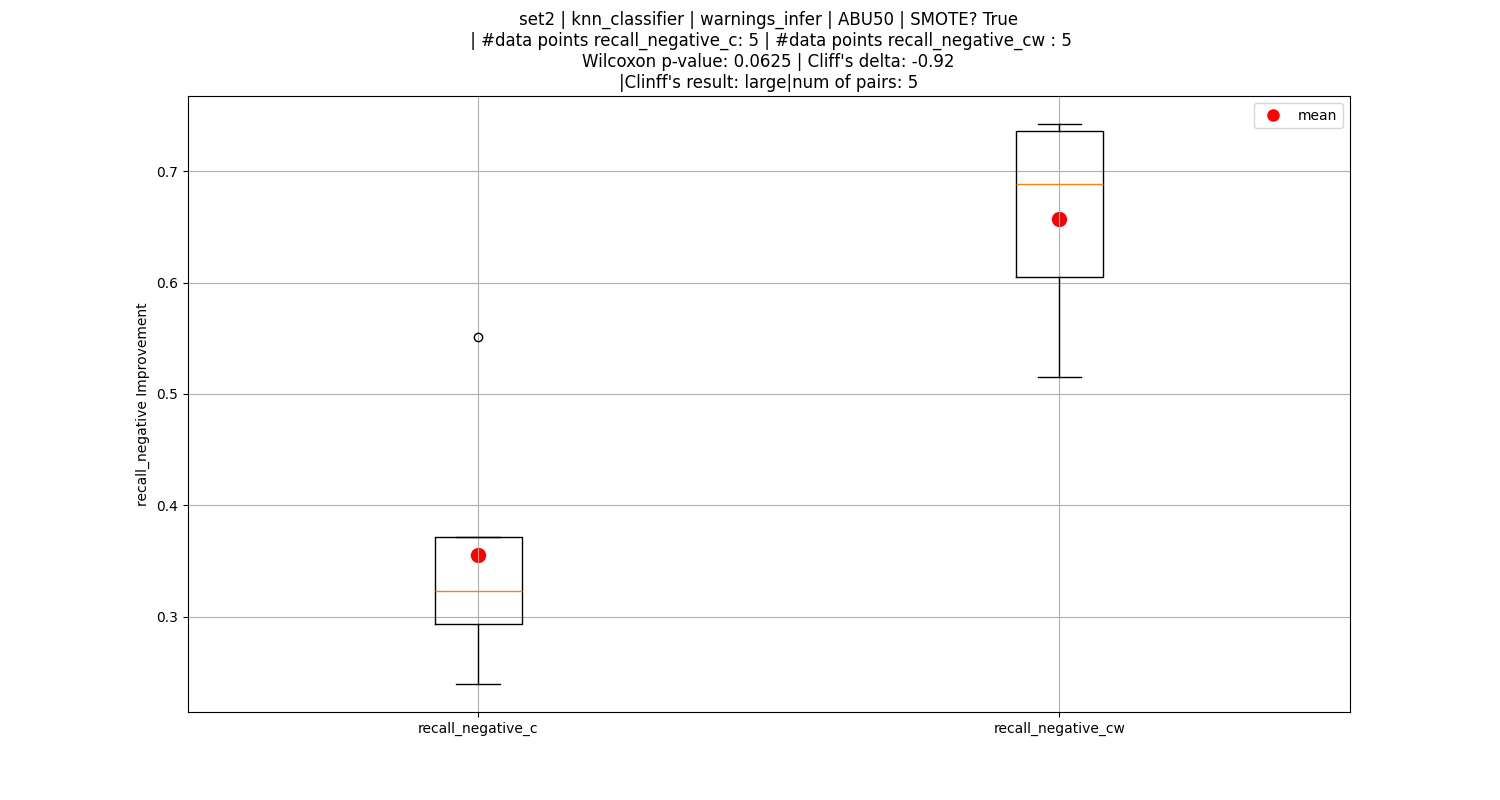 set2 | knn_classifier | warnings_infer | ABU50 | SMOTE? True
| #data points recall_negative_c: 5 | #data points recall_negative_cw : 5
Wilcoxon p-value: 0.0625 | Cliff's delta: -0.92
|Clinff's result: large|num of pairs: 5
mean
0.7
0.6
0.5
0.4
0.3
recall_negative Improvement
recall_negative_c
recall_negative_cw